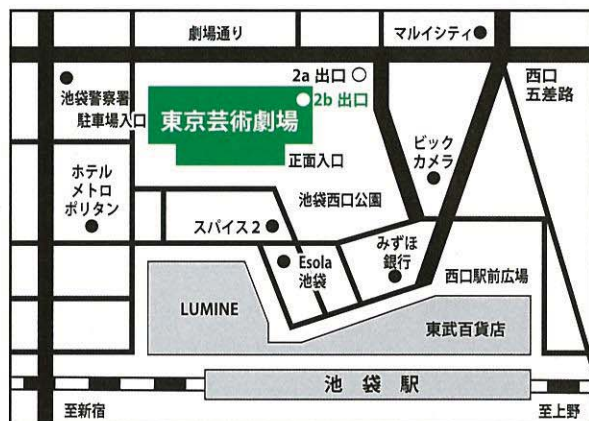 劇場通り
マルイシティ
2a 出口
西口
五差路
池袋警察署
2b 出口
駐車場入口
東京芸術劇場
正面入口
ビック
カメラ
ホテル
メトロ
ポリタン
池袋西口公園
スパイス2
Esola
池袋
みずほ
銀行
西口駅前広場
LUMINE
東武百貨店
池袋駅
至新宿
至上野